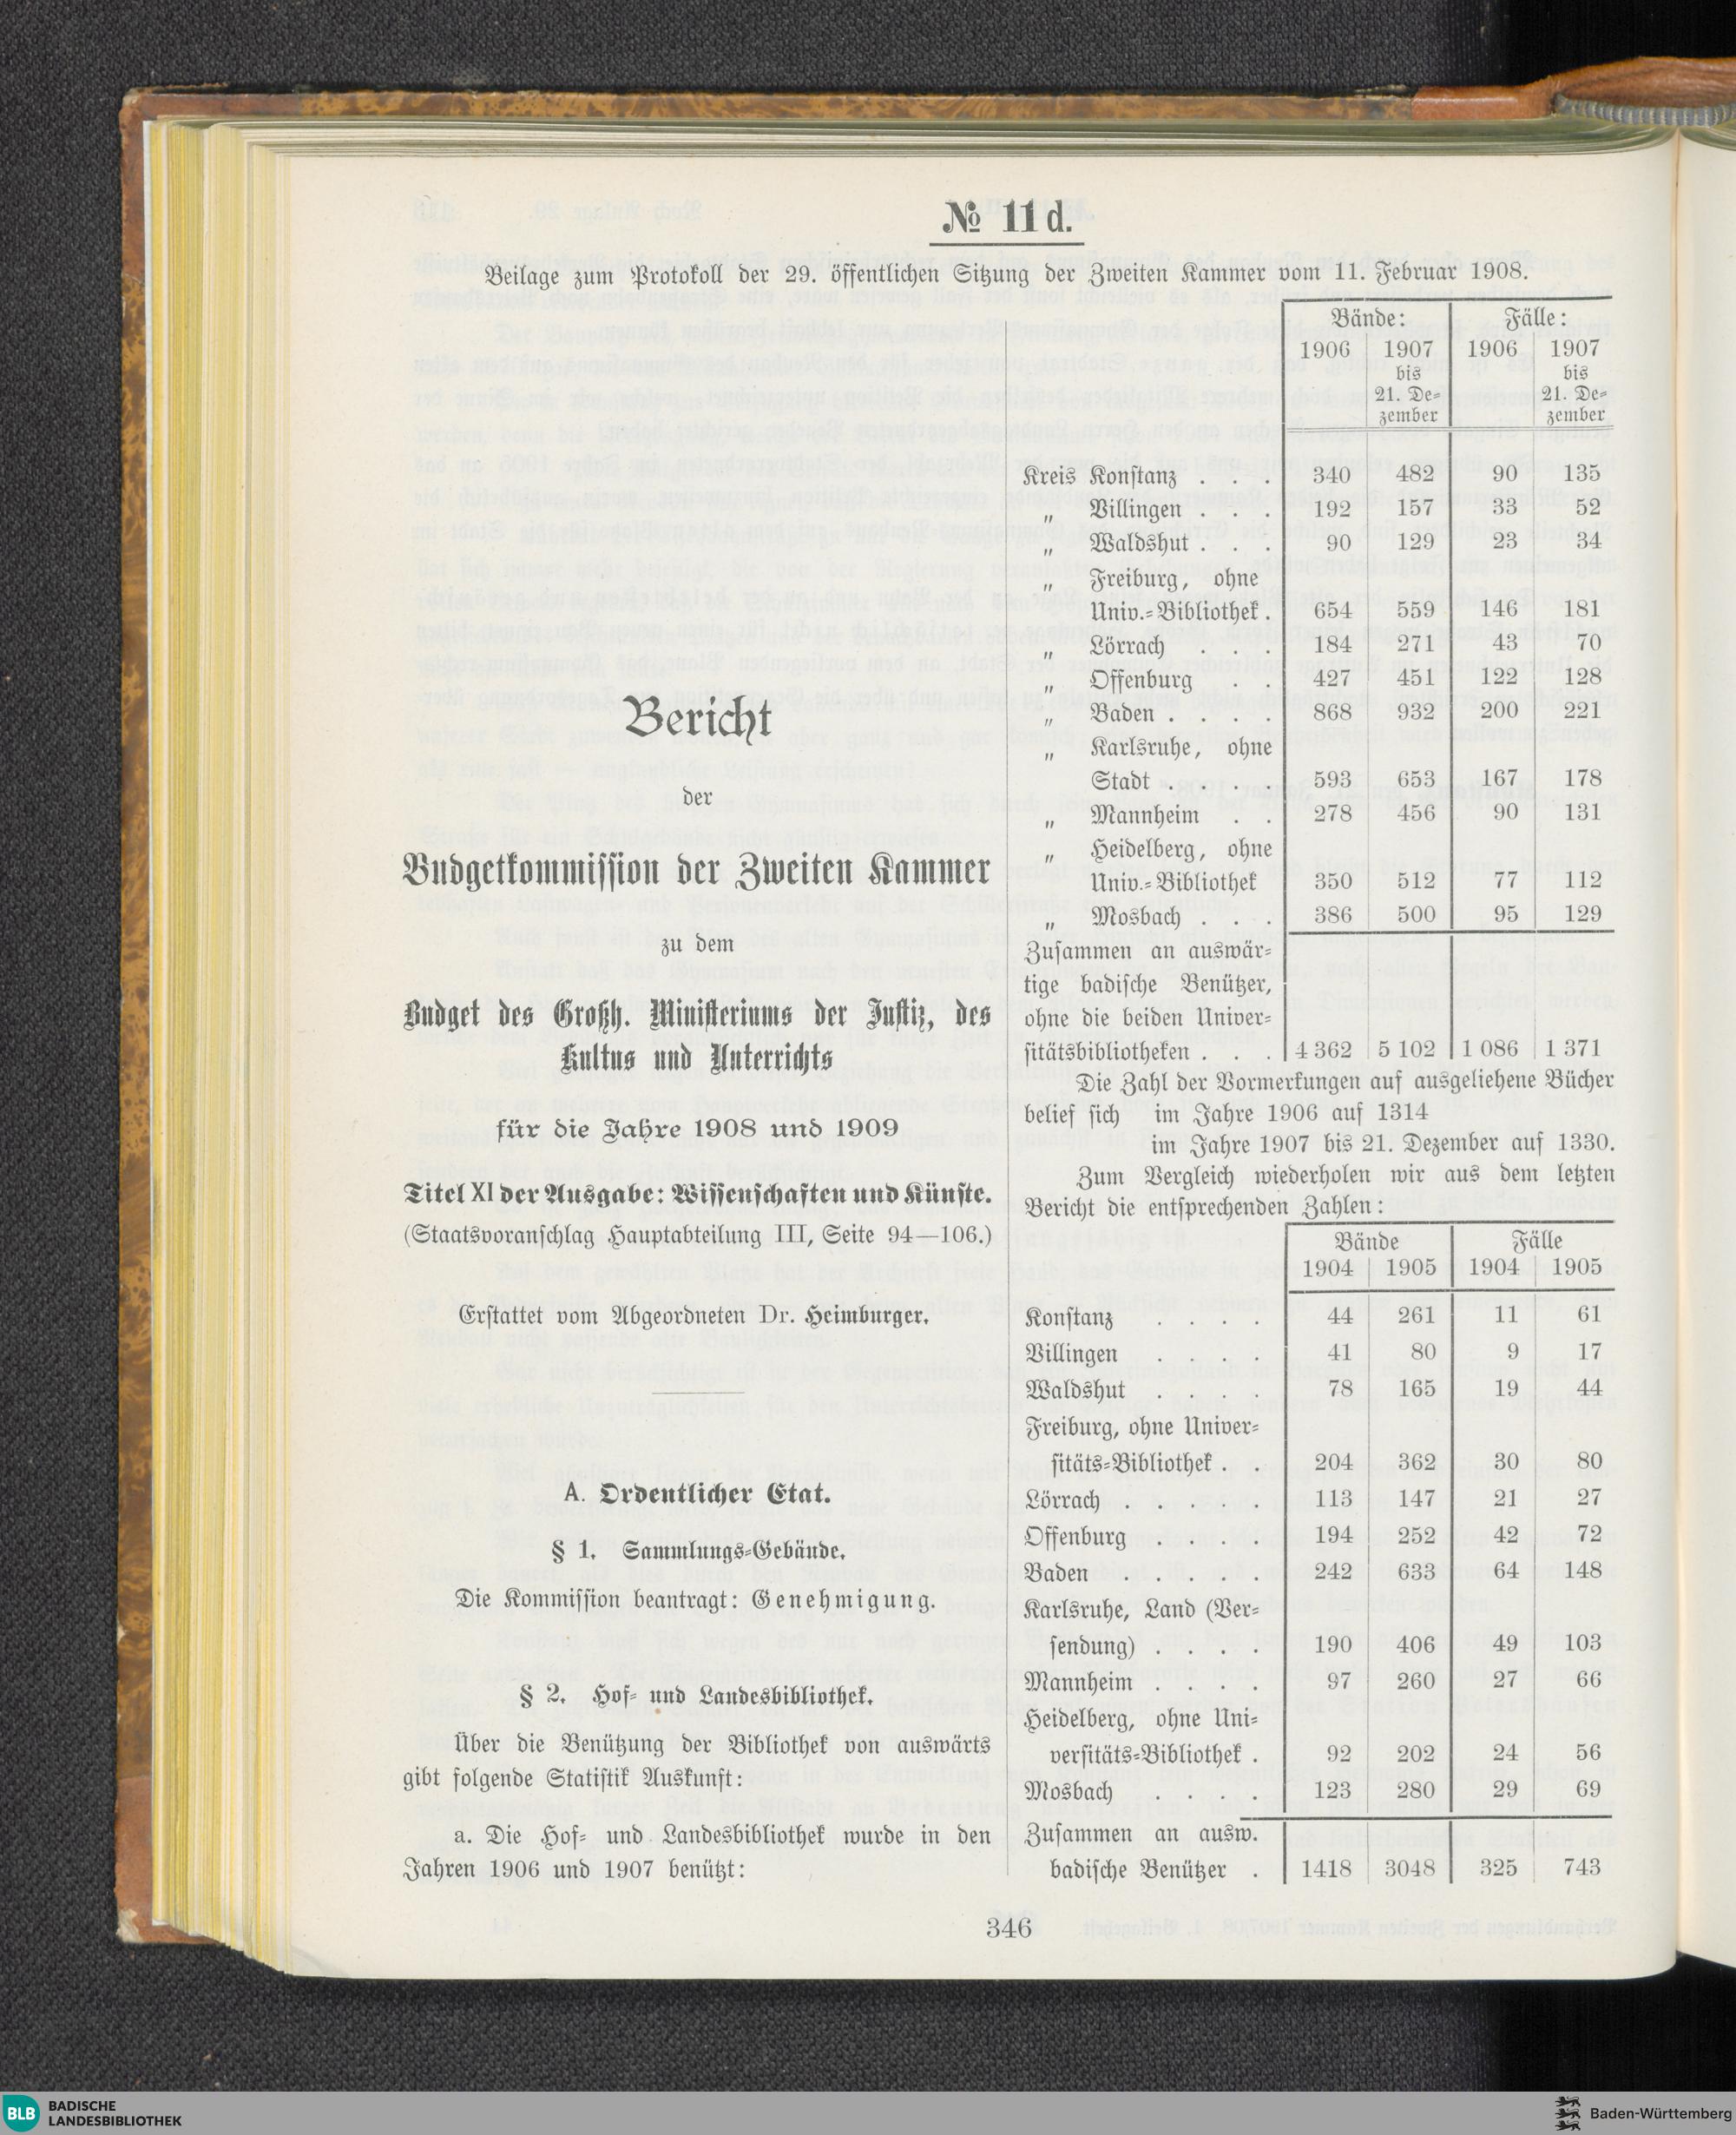 № 11 d.
Beilage zum Protokoll der 29. öffentlichen Sitzung der Zweiten Kammer vom 11. Februar 1908.
Bericht
der
Budgetkommission der Zweiten Kammer
zu dem
Budget des Großh. Ministeriums der Justiz, des
Kultus und Unterrichts
für die Jahre 1908 und 1909
Titel XI der Ausgabe: Wissenschaften und Künste.
(Staatsvoranschlag Hauptabteilung III, Seite 94—106.)
Erstattet vom Abgeordneten Dr. Heimburger.
A. Ordentlicher Etat.
§ 1. Sammlungs-Gebäude.
Die Kommission beantragt: Genehmigung.
§ 2. Hof- und Landesbibliothek.
Über die Benützung der Bibliothek von auswärts
gibt folgende Statistik Auskunft:
a. Die Hof- und Landesbibliothek wurde in den
Jahren 1906 und 1907 benützt:
Bände: Fälle:
1906 1907 1906 1907
bis bis
21. De- 21. De-
zember zember
Kreis Konstanz . . . 340 482 90 135
„ Villingen . . . 192 157 33 52
„ Waldshut . . . 90 129 23 34
„ Freiburg, ohne
Univ.-Bibliothek . 654 559 146 181
„ Lörrach . . . 184 271 43 70
„ Offenburg . . 427 451 122 128
„ Baden . . . . 868 932 200 221
„ Karlsruhe, ohne
Stadt . . . . 593 653 167 178
„ Mannheim . . 278 456 90 131
„ Heidelberg, ohne
Univ.-Bibliothek 350 512 77 112
„ Mosbach . . . 386 500 95 129
Zusammen an auswär-
tige badische Benützer,
ohne die beiden Univer-
sitätsbibliotheken . . . 4 362 5 102 1 086 1 371
Die Zahl der Vormerkungen auf ausgeliehene Bücher
belief sich im Jahre 1906 auf 1314
im Jahre 1907 bis 21. Dezember auf 1330.
Zum Vergleich wiederholen wir aus dem letzten
Bericht die entsprechenden Zahlen:
Bände Fälle
1904 1905 1904 1905
Konstanz . . . . 44 261 11 61
Villingen . . . . 41 80 9 17
Waldshut . . . . 78 165 19 44
Freiburg, ohne Univer-
sitäts-Bibliothek . 204 362 30 80
Lörrach . . . . . 113 147 21 27
Offenburg . . . . 194 252 42 72
Baden . . . . . 242 633 64 148
Karlsruhe, Land (Ver-
sendung) . . . . 190 406 49 103
Mannheim . . . . 97 260 27 66
Heidelberg, ohne Uni-
versitäts-Bibliothek . 92 202 24 56
Mosbach . . . . 123 280 29 69
Zusammen an ausw.
badische Benützer . 1418 3048 325 743
346
BLB BADISCHE
LANDESBIBLIOTHEK
Baden-Württemberg